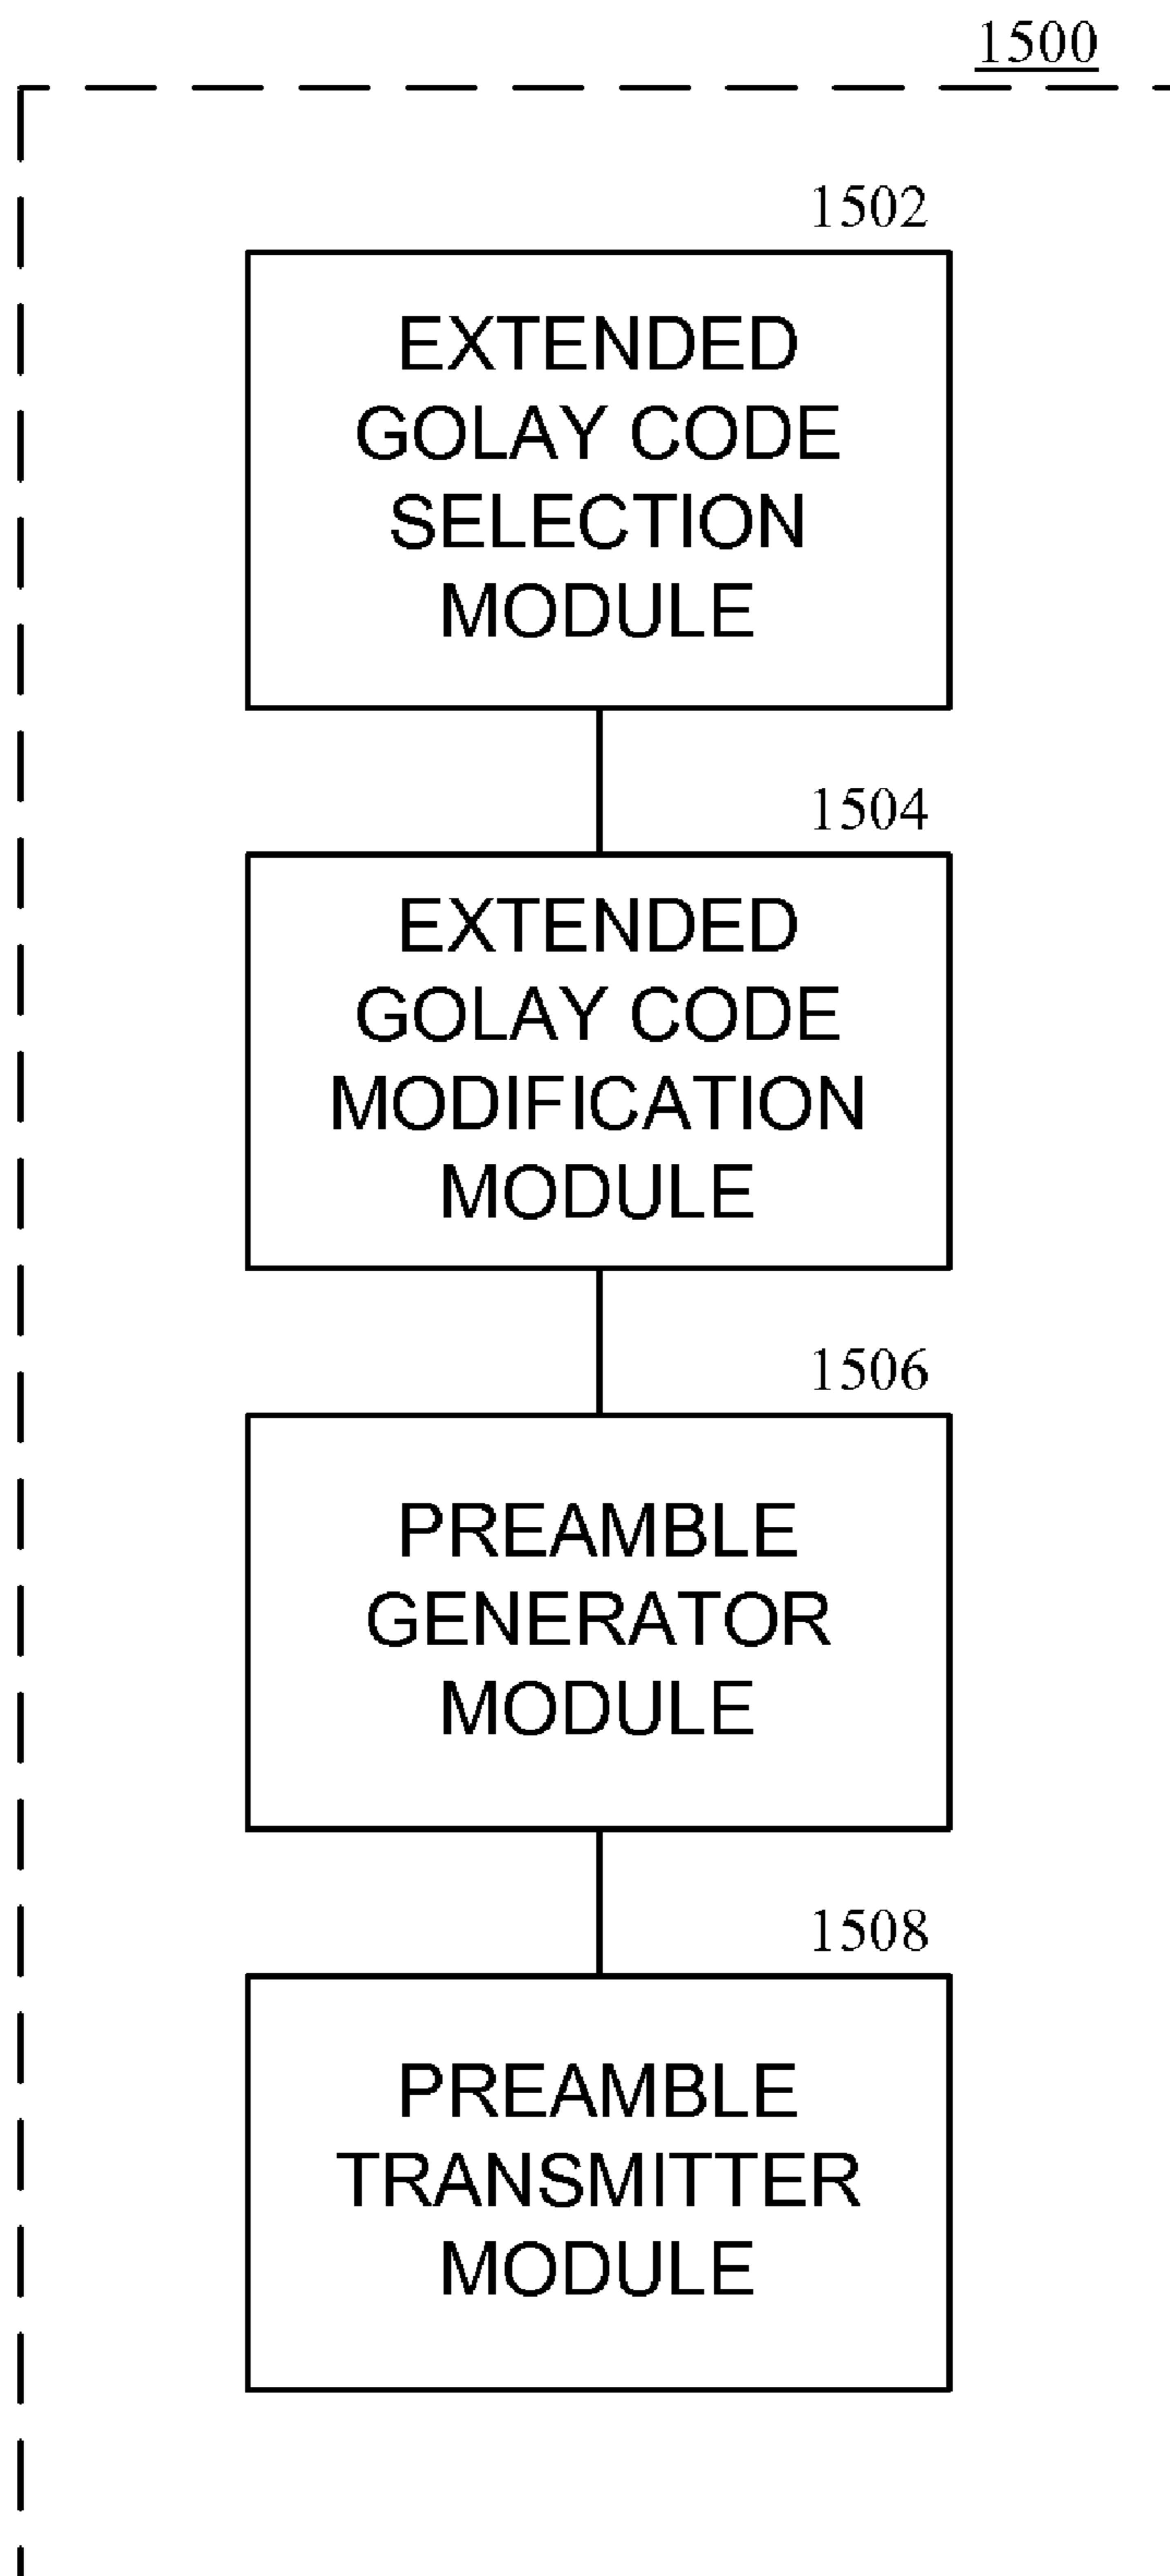 1500
1502
EXTENDED
GOLAY CODE
SELECTION
MODULE
1504
EXTENDED
GOLAY CODE
MODIFICATION
MODULE
1506
PREAMBLE
GENERATOR
MODULE
1508
PREAMBLE
TRANSMITTER
MODULE